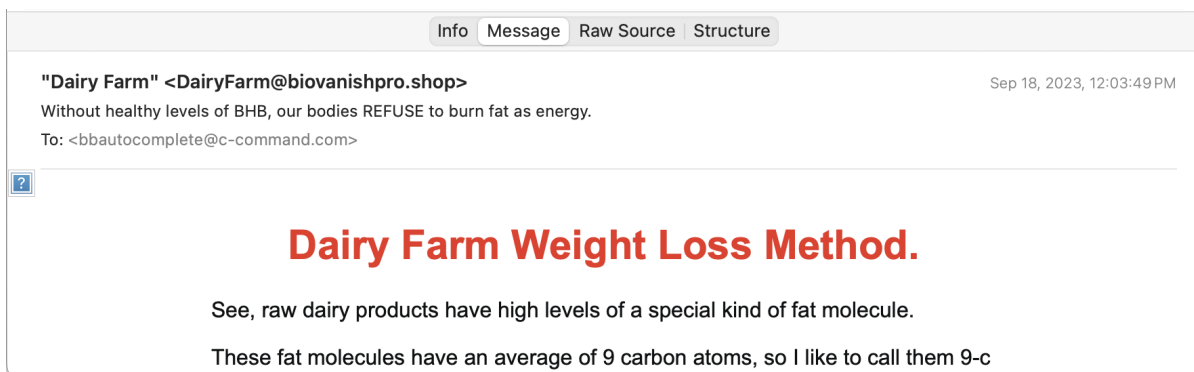 Info Message Raw Source Structure
"Dairy Farm" <DairyFarm@biovanishpro.shop> Sep 18, 2023, 12:03:49 PM
Without healthy levels of BHB, our bodies REFUSE to burn fat as energy.
To: <bbautocomplete@c-command.com>
?
Dairy Farm Weight Loss Method.
See, raw dairy products have high levels of a special kind of fat molecule.
These fat molecules have an average of 9 carbon atoms, so I like to call them 9-c